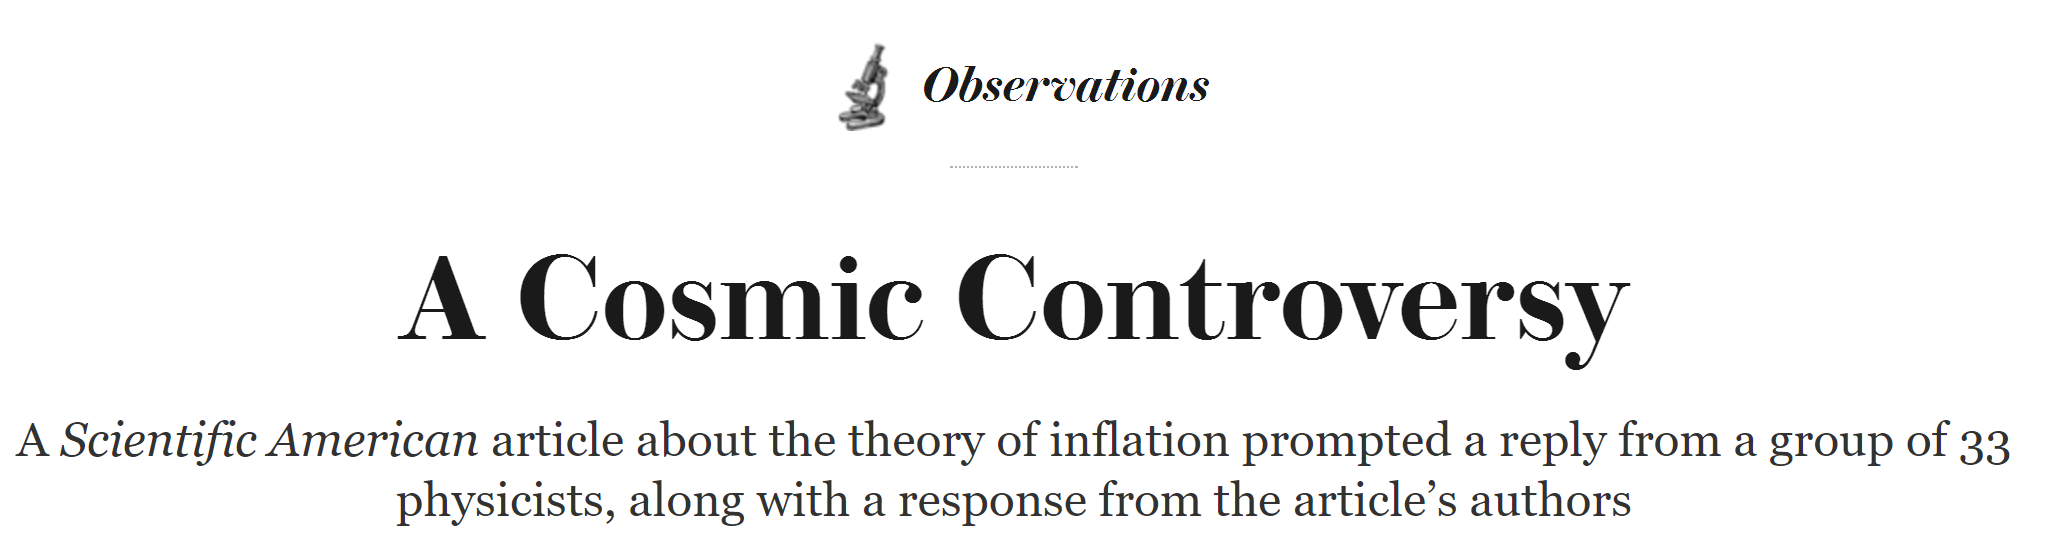 Observations
A Cosmic Controversy
A Scientific American article about the theory of inflation prompted a reply from a group of 33
physicists, along with a response from the article’s authors